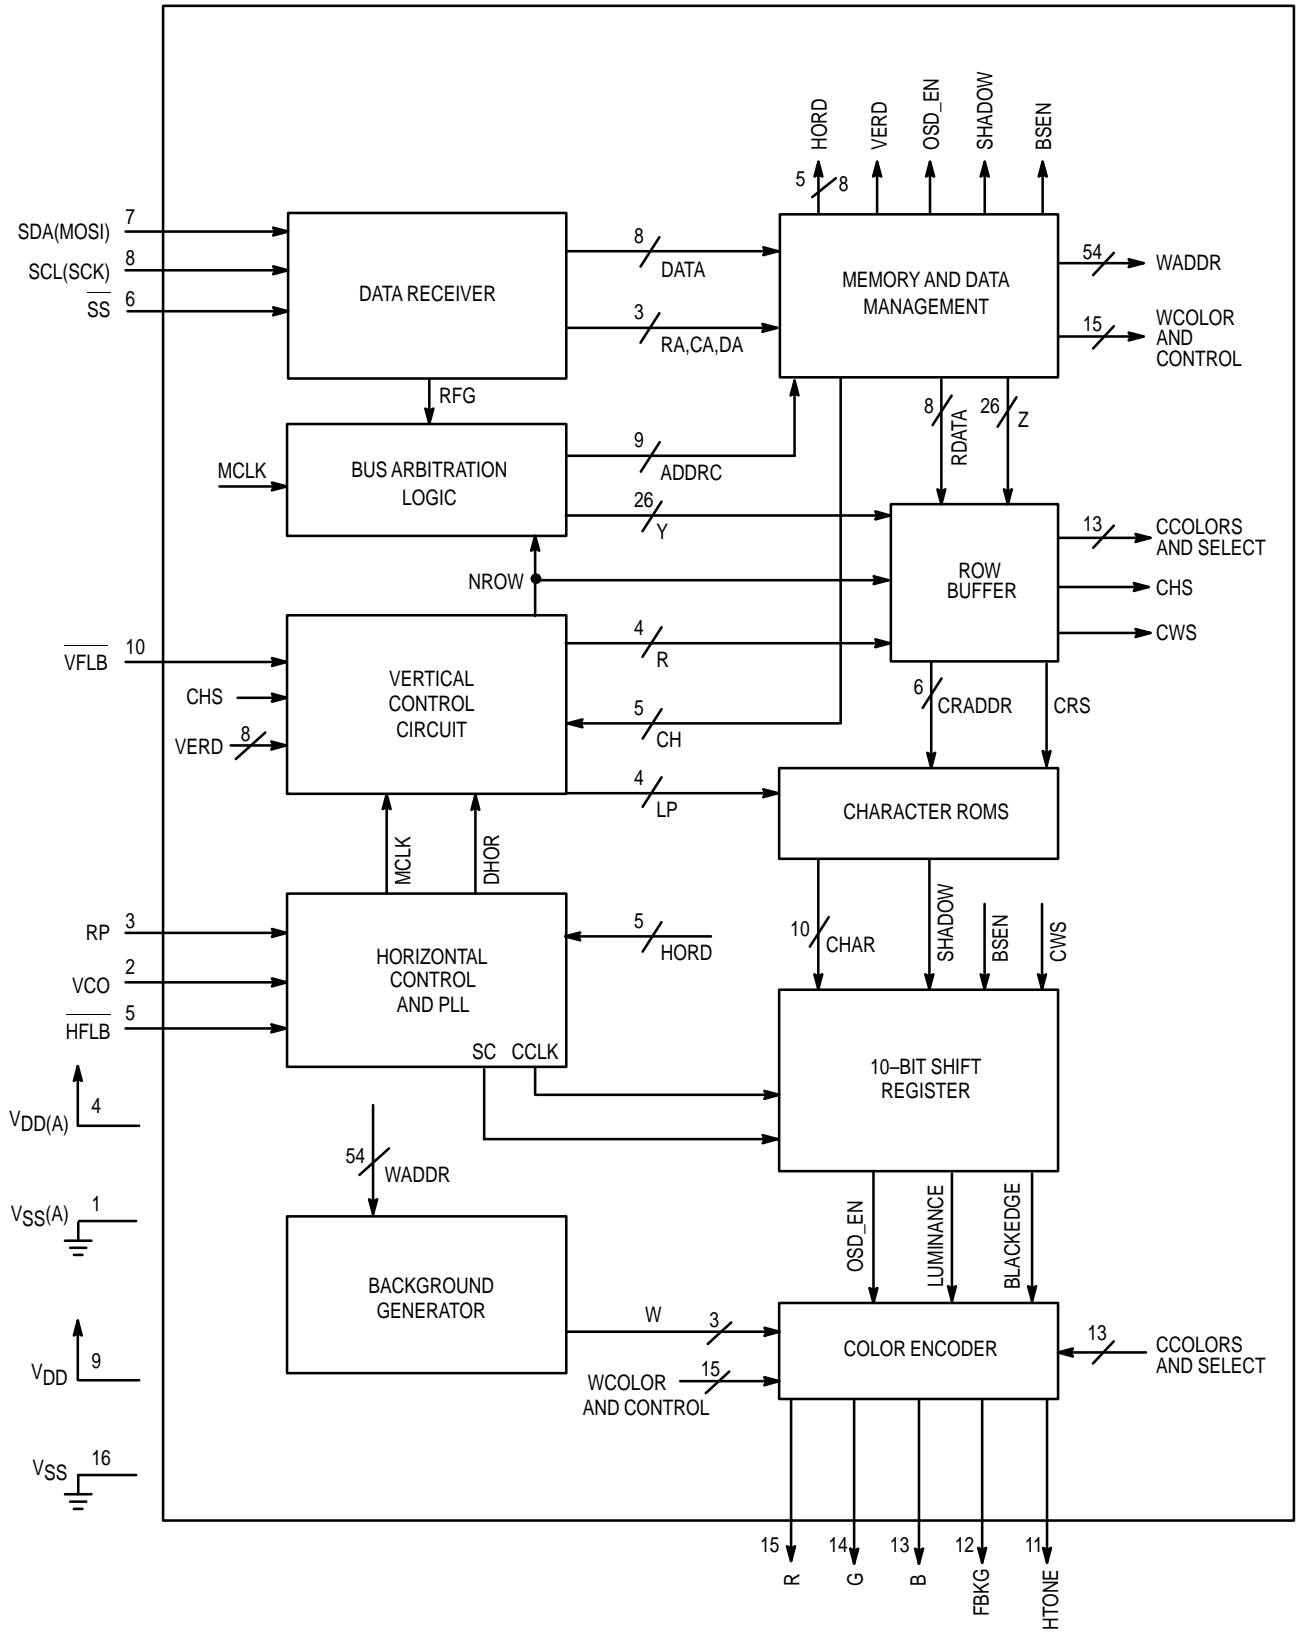 HORD
VERD
OSD_EN
SHADOW
BSEN
5
8
7
SDA(MOSI)
8
SCL(SCK)
6
SS
DATA RECEIVER
8
DATA
3
RA,CA,DA
MEMORY AND DATA
MANAGEMENT
54
WADDR
15
WCOLOR
AND
CONTROL
RFG
8
RDATA
26
Z
MCLK
BUS ARBITRATION
LOGIC
9
ADDRC
26
Y
NROW
ROW
BUFFER
13
CCOLORS
AND SELECT
CHS
CWS
10
VFLB
CHS
VERD
8
VERTICAL
CONTROL
CIRCUIT
4
R
5
CH
4
LP
6
CRADDR
CRS
CHARACTER ROMS
MCLK
DHOR
10
CHAR
SHADOW
BSEN
CWS
3
RP
2
VCO
5
HFLB
HORIZONTAL
CONTROL
AND PLL
SC
CCLK
5
HORD
10–BIT SHIFT
REGISTER
4
VDD(A)
54
WADDR
1
VSS(A)
OSD_EN
LUMINANCE
BLACKEDGE
BACKGROUND
GENERATOR
W
3
COLOR ENCODER
13
CCOLORS
AND SELECT
15
WCOLOR
AND CONTROL
9
VDD
16
VSS
15
14
13
12
11
R
G
B
FBKG
HTONE